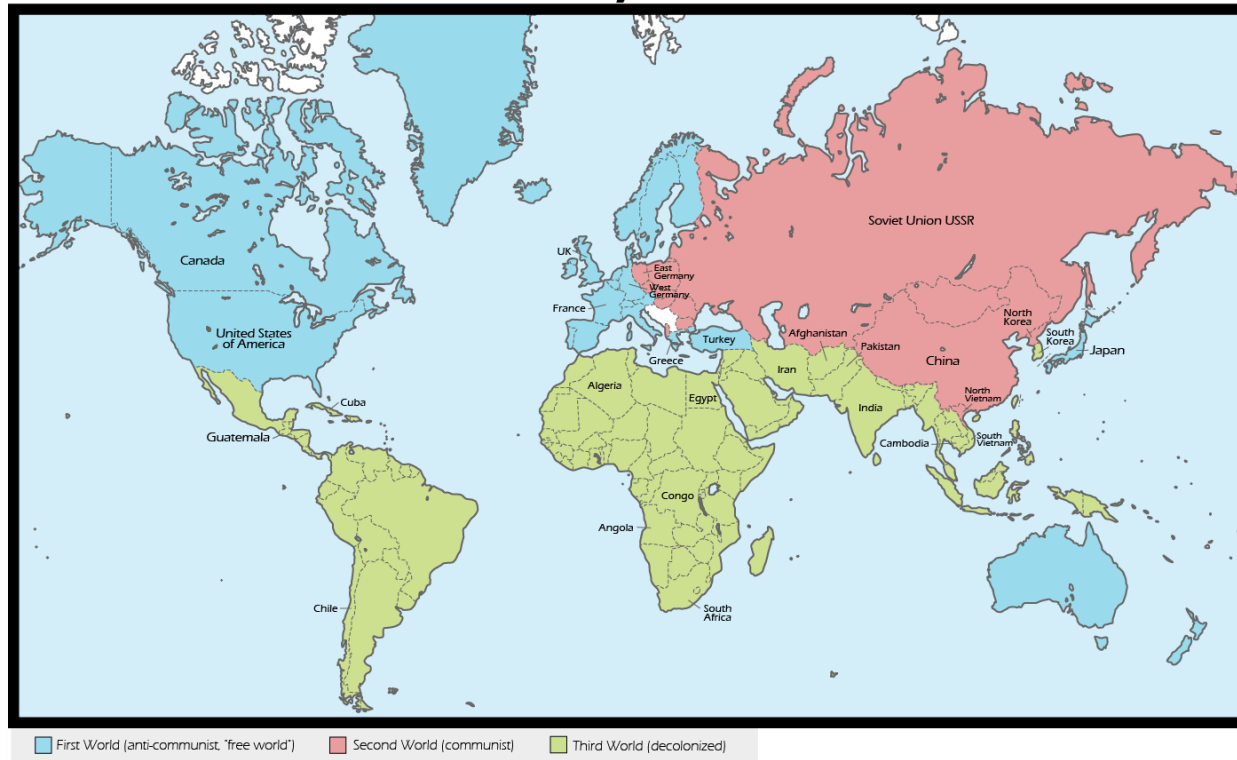 Soviet Union USSR
Canada
UK
East
Germany
West
Germany
France
United States
of America
North
Korea
South
Korea
Turkey
Afghanistan
Pakistan
Japan
Greece
China
Iran
Algeria
Egypt
North
Vietnam
Cuba
India
Guatemala
Cambodia
South
Vietnam
Congo
Angola
Chile
South
Africa
First World (anti-communist, "free world")
Second World (communist)
Third World (decolonized)